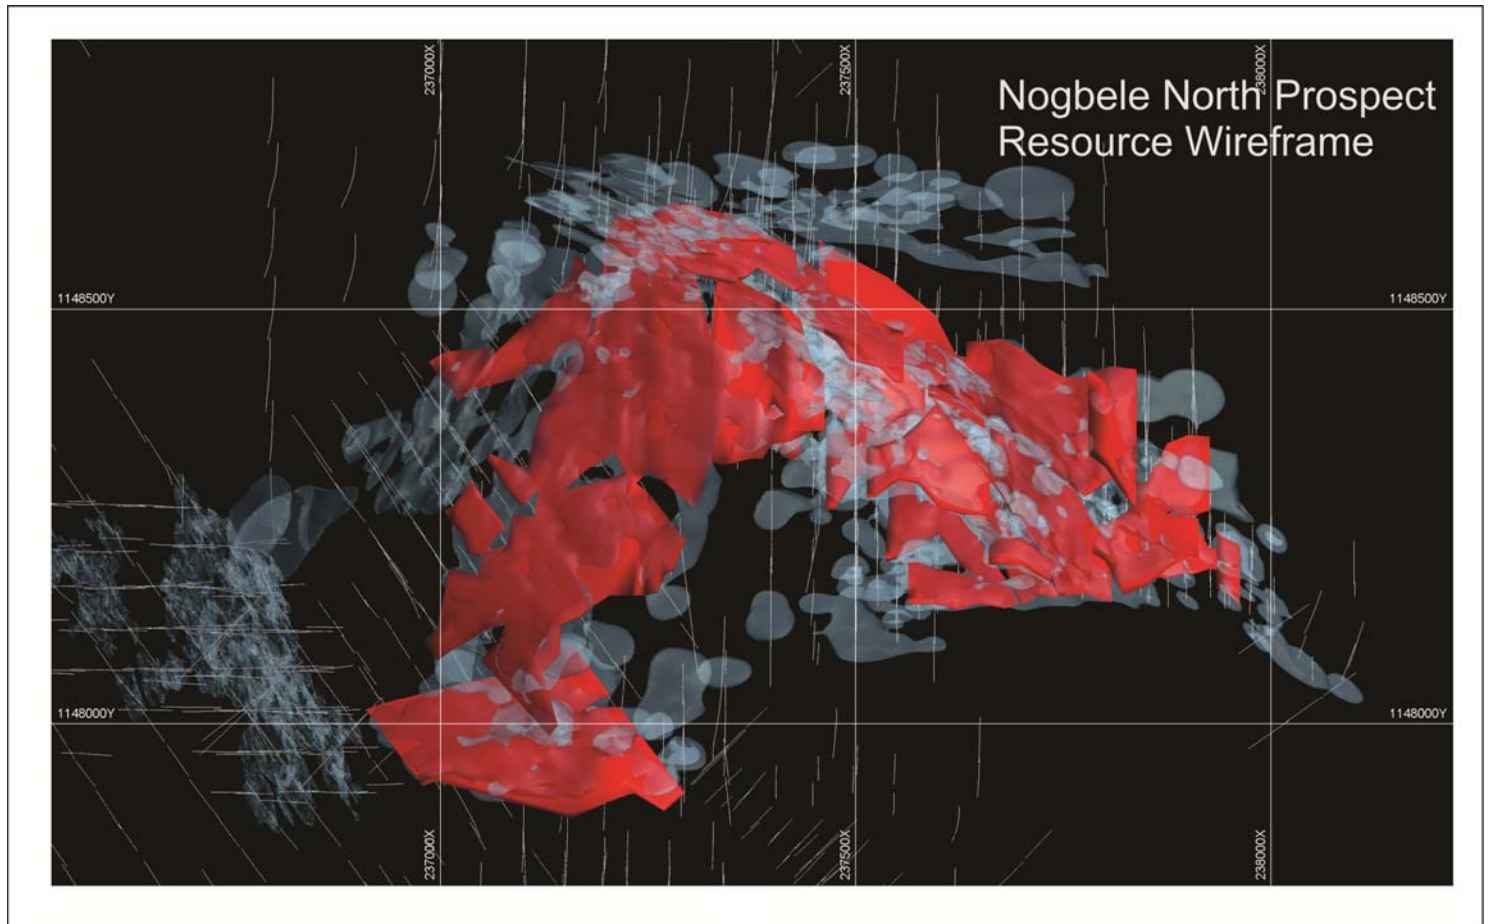 237000X
237500X
238000X
Nogbele North Prospect
Resource Wireframe
1148500Y
1148500Y
1148000Y
1148000Y
237000X
237500X
238000X